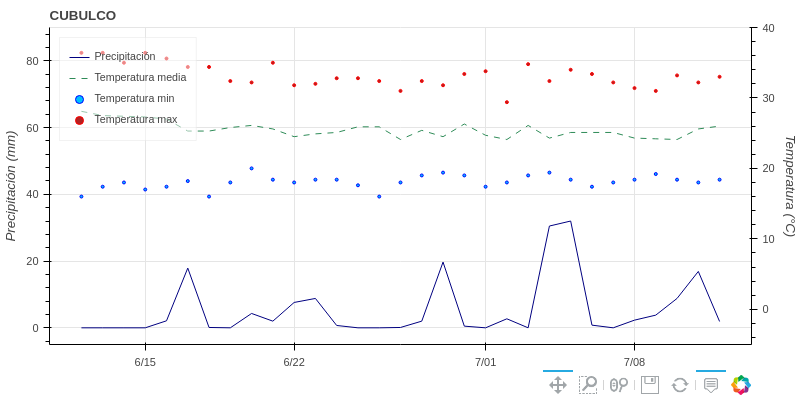 CUBULCO
Precipitación
Temperatura media
Temperatura min
Temperatura max
Precipitación (mm)
80
60
40
20
0
Temperatura (°C)
40
30
20
10
0
6/15
6/22
7/01
7/08